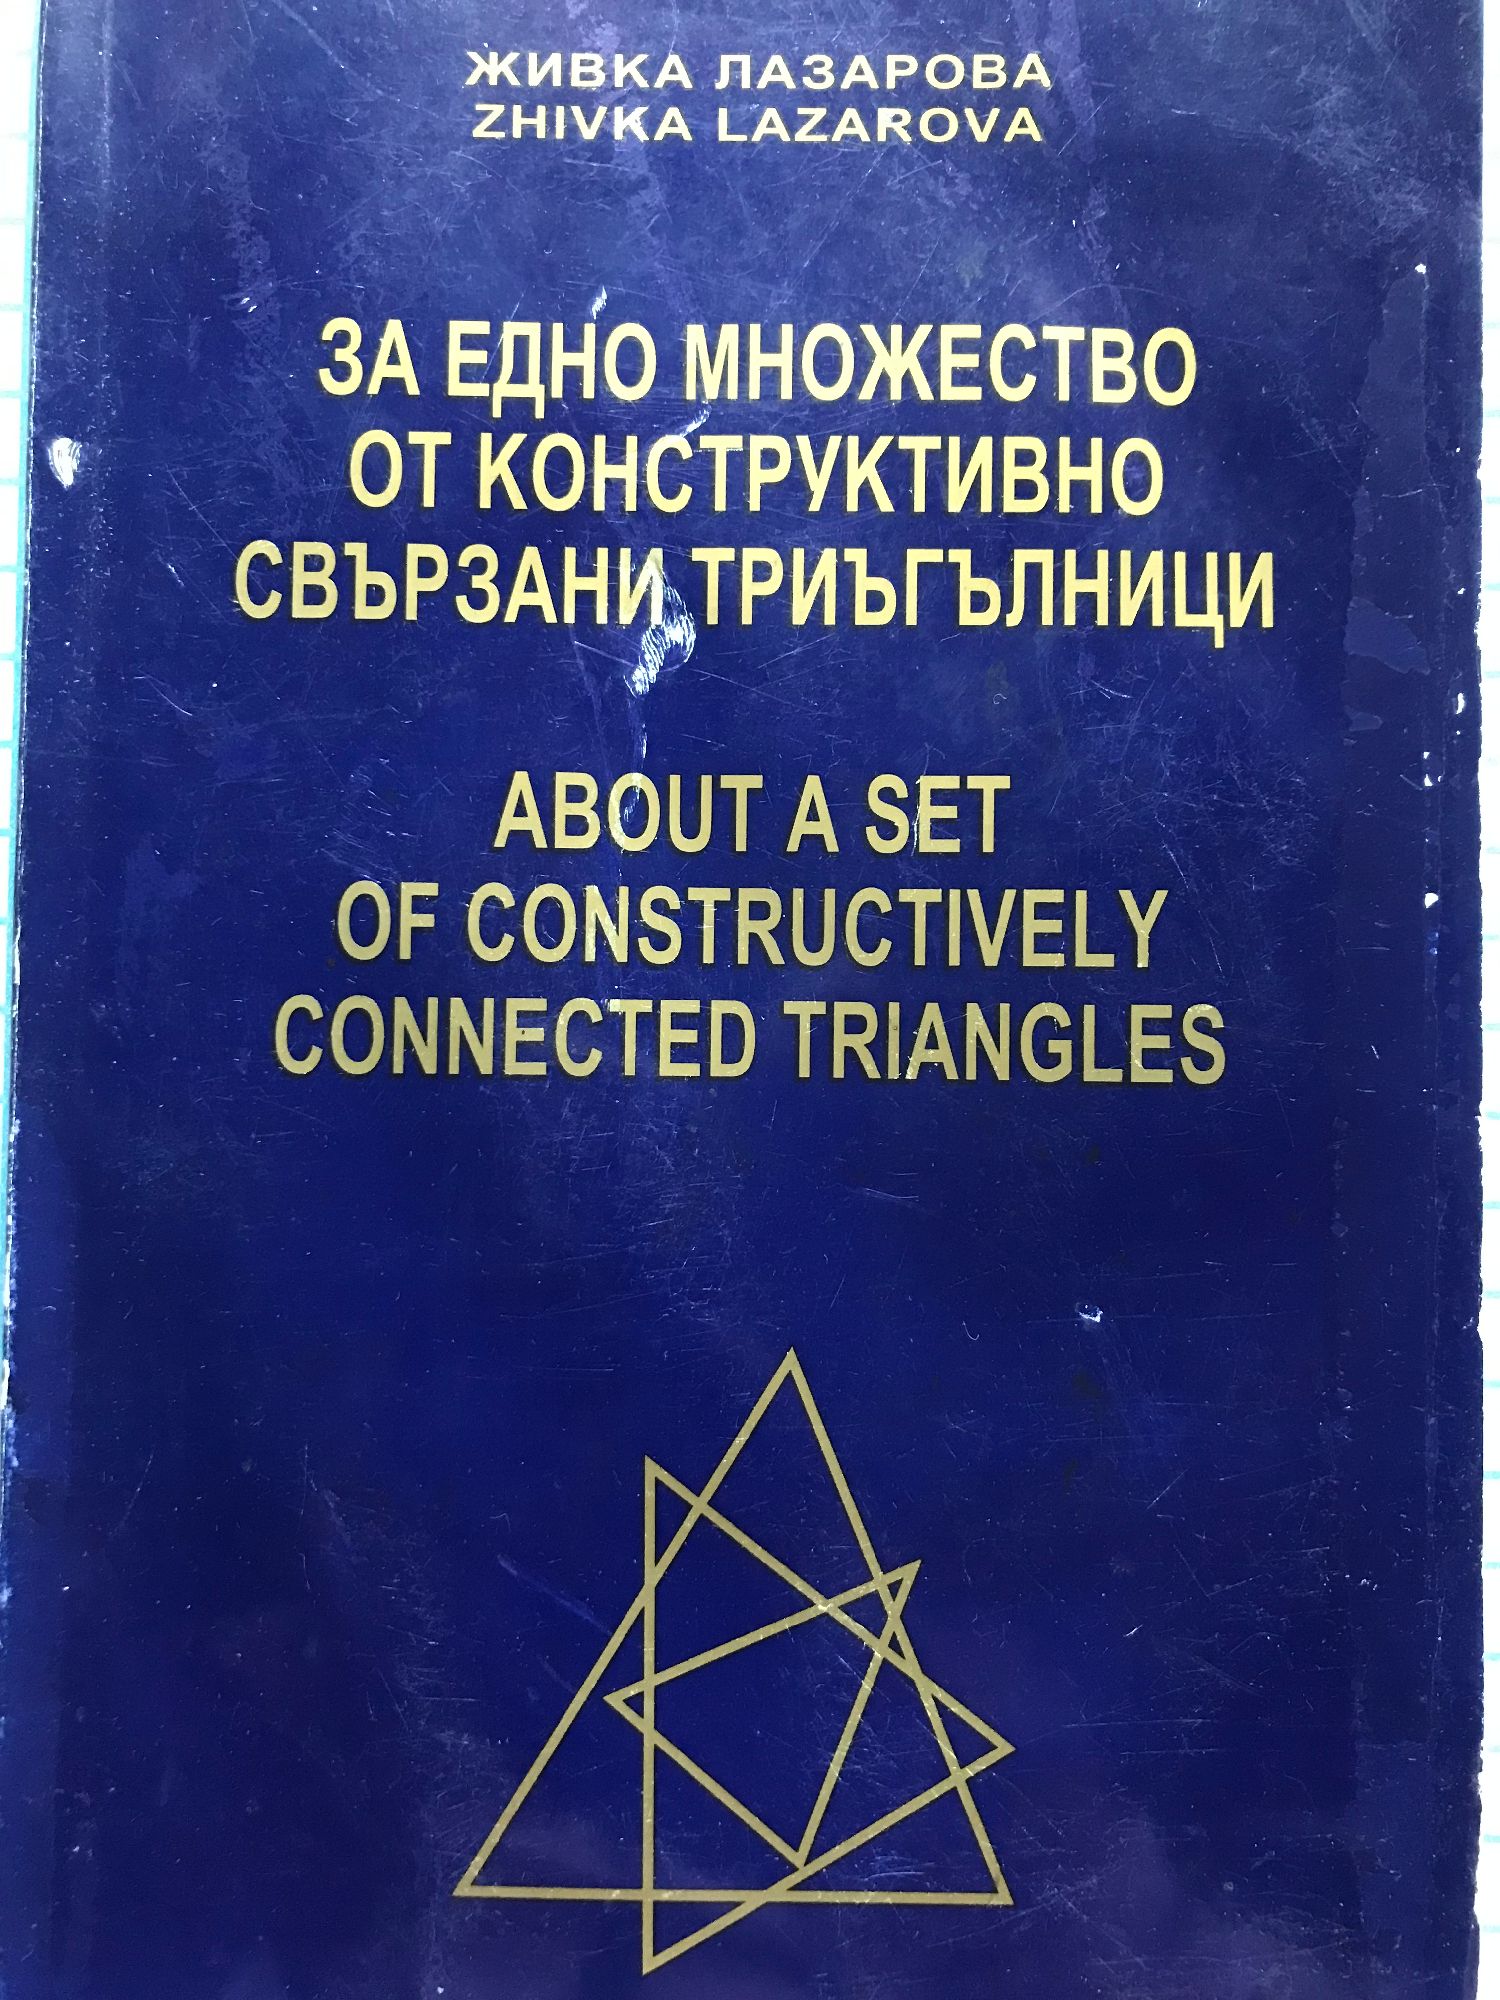 ЖИВКА ЛАЗАРОВА
ZHIVKA LAZAROVA
ЗА ЕДНО МНОЖЕСТВО
ОТ КОНСТРУКТИВНО
СВЪРЗАНИ ТРИЪГЪЛНИЦИ
ABOUT A SET
OF CONSTRUCTIVELY
CONNECTED TRIANGLES